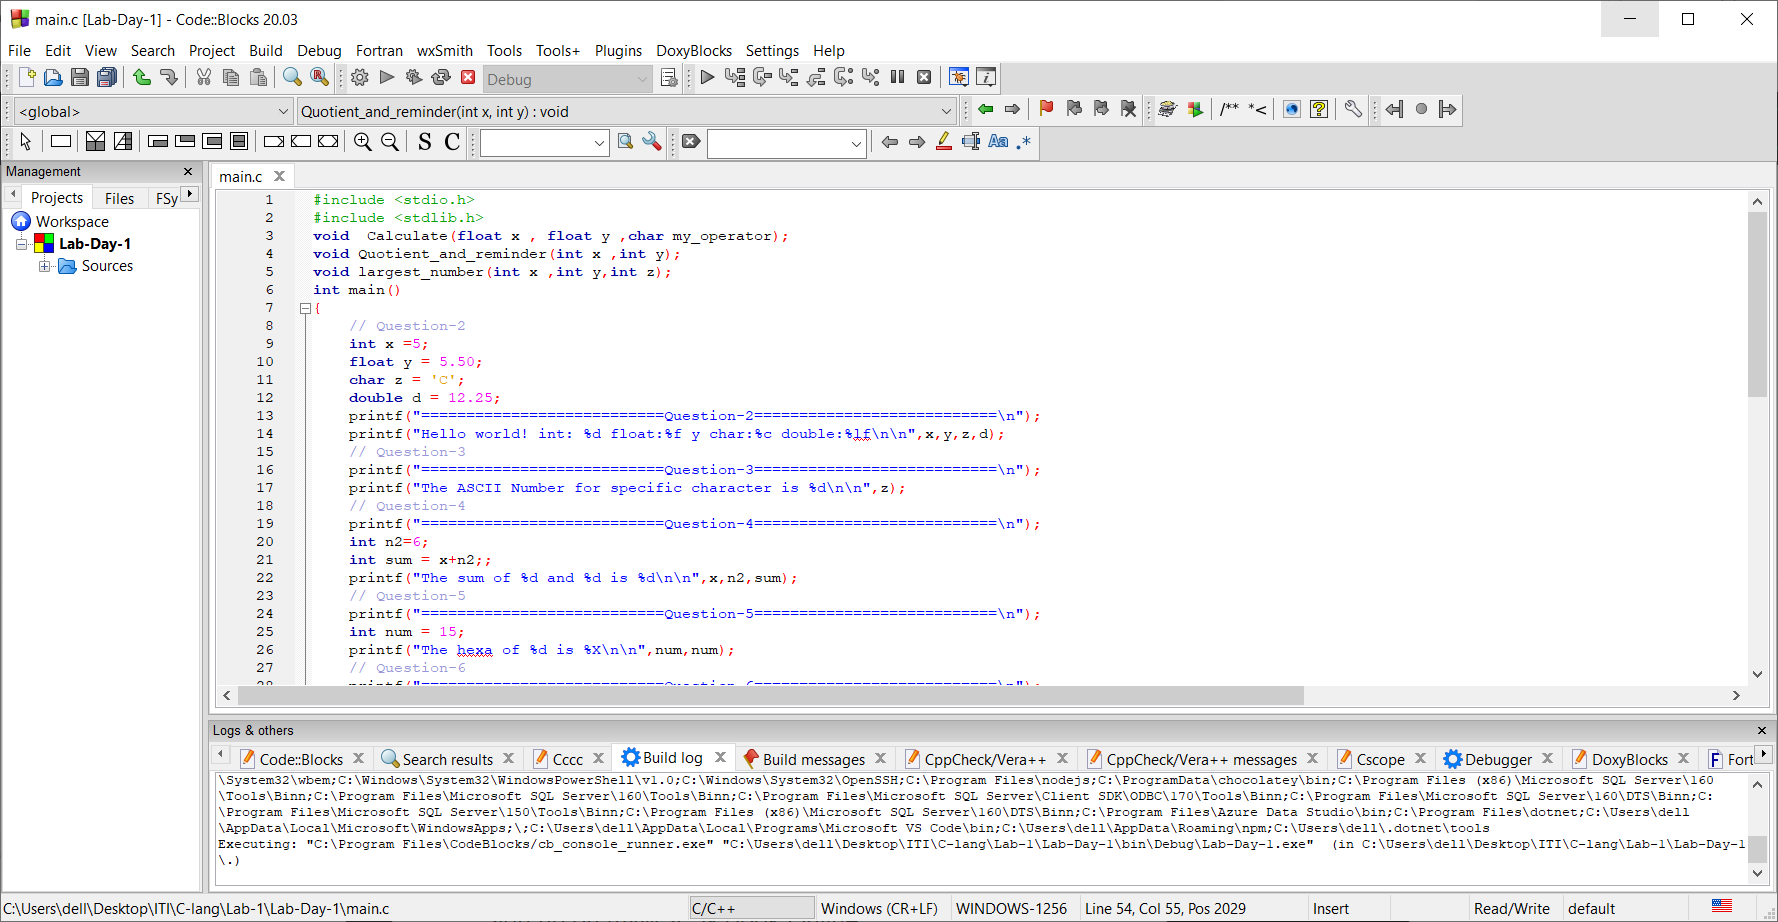 main.c [Lab-Day-1] - Code::Blocks 20.03
File Edit View Search Project Build Debug Fortran wxSmith Tools Tools+ Plugins DoxyBlocks Settings Help
Debug
<global> Quotient_and_reminder(int x, int y) : void
/** *<
S C
Aa .*
Management
Projects Files FSy
Workspace
Lab-Day-1
Sources
main.c
1 #include <stdio.h>
2 #include <stdlib.h>
3 void  Calculate(float x , float y ,char my_operator);
4 void Quotient_and_reminder(int x ,int y);
5 void largest_number(int x ,int y,int z);
6 int main()
7 {
8 // Question-2
9 int x =5;
10 float y = 5.50;
11 char z = 'C';
12 double d = 12.25;
13 printf("===========================Question-2===========================\n");
14 printf("Hello world! int: %d float:%f y char:%c double:%lf\n\n",x,y,z,d);
15 // Question-3
16 printf("===========================Question-3===========================\n");
17 printf("The ASCII Number for specific character is %d\n\n",z);
18 // Question-4
19 printf("===========================Question-4===========================\n");
20 int n2=6;
21 int sum = x+n2;;
22 printf("The sum of %d and %d is %d\n\n",x,n2,sum);
23 // Question-5
24 printf("===========================Question-5===========================\n");
25 int num = 15;
26 printf("The hexa of %d is %X\n\n",num,num);
27 // Question-6
28 printf("===========================Question-6===========================\n");
Logs & others
Code::Blocks Search results Cccc Build log Build messages CppCheck/Vera++ CppCheck/Vera++ messages Cscope Debugger DoxyBlocks Fort
\System32\wbem;C:\Windows\System32\WindowsPowerShell\v1.0;C:\Windows\System32\OpenSSH;C:\Program Files\nodejs;C:\ProgramData\chocolatey\bin;C:\Program Files (x86)\Microsoft SQL Server\160
\Tools\Binn;C:\Program Files\Microsoft SQL Server\160\Tools\Binn;C:\Program Files\Microsoft SQL Server\Client SDK\ODBC\170\Tools\Binn;C:\Program Files\Microsoft SQL Server\160\DTS\Binn;C:
\Program Files\Microsoft SQL Server\150\Tools\Binn;C:\Program Files (x86)\Microsoft SQL Server\160\DTS\Binn;C:\Program Files\Azure Data Studio\bin;C:\Program Files\dotnet;C:\Users\dell
\AppData\Local\Microsoft\WindowsApps;\;C:\Users\dell\AppData\Local\Programs\Microsoft VS Code\bin;C:\Users\dell\AppData\Roaming\npm;C:\Users\dell\.dotnet\tools
Executing: "C:\Program Files\CodeBlocks/cb_console_runner.exe" "C:\Users\dell\Desktop\ITI\C-lang\Lab-1\Lab-Day-1\bin\Debug\Lab-Day-1.exe"  (in C:\Users\dell\Desktop\ITI\C-lang\Lab-1\Lab-Day-1
\.)
C:\Users\dell\Desktop\ITI\C-lang\Lab-1\Lab-Day-1\main.c C/C++ Windows (CR+LF) WINDOWS-1256 Line 54, Col 55, Pos 2029 Insert Read/Write default